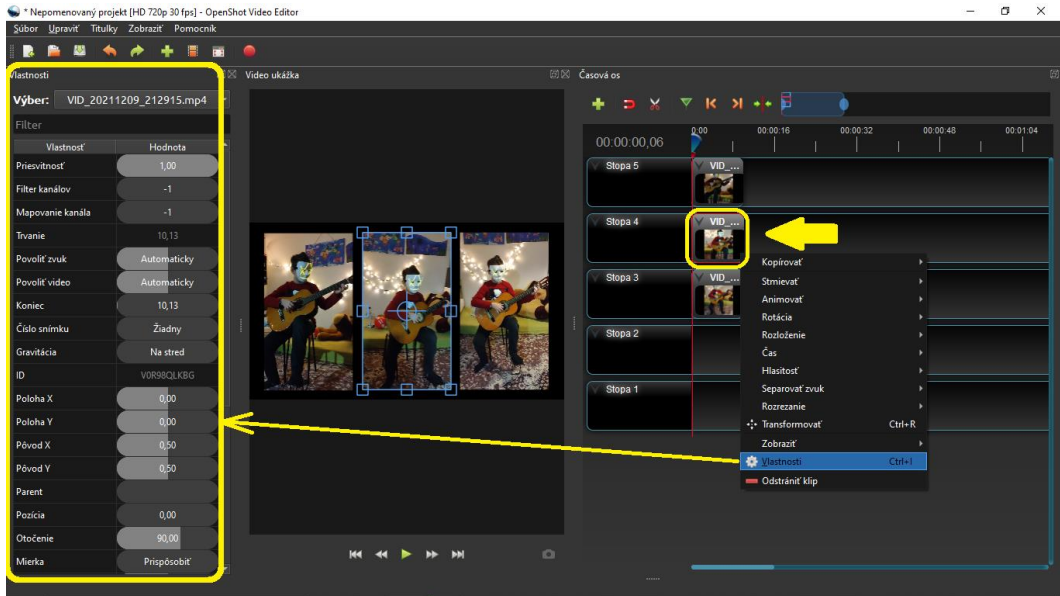 * Nepomenovaný projekt [HD 720p 30 fps] - OpenShot Video Editor
Súbor Upraviť Titulky Zobraziť Pomocník
Vlastnosti
Výber: VID_20211209_212915.mp4
Filter
Vlastnosť Hodnota
Priesvitnosť 1,00
Filter kanálov -1
Mapovanie kanála -1
Trvanie 10,13
Povoliť zvuk Automaticky
Povoliť video Automaticky
Koniec 10,13
Číslo snímku Žiadny
Gravitácia Na stred
ID V0R98QLKBG
Poloha X 0,00
Poloha Y 0,00
Pôvod X 0,50
Pôvod Y 0,50
Parent
Pozícia 0,00
Otočenie 90,00
Mierka Prispôsobiť
Video ukážka
Časová os
00:00:00,06
0:00 00:00:16 00:00:32 00:00:48 00:01:04
Stopa 5 VID_...
Stopa 4 VID_...
Stopa 3 VID_...
Stopa 2
Stopa 1
Kopírovať
Stmievať
Animovať
Rotácia
Rozloženie
Čas
Hlasitosť
Separovať zvuk
Rozrezanie
Transformovať Ctrl+R
Zobraziť
Vlastnosti Ctrl+I
Odstrániť klip